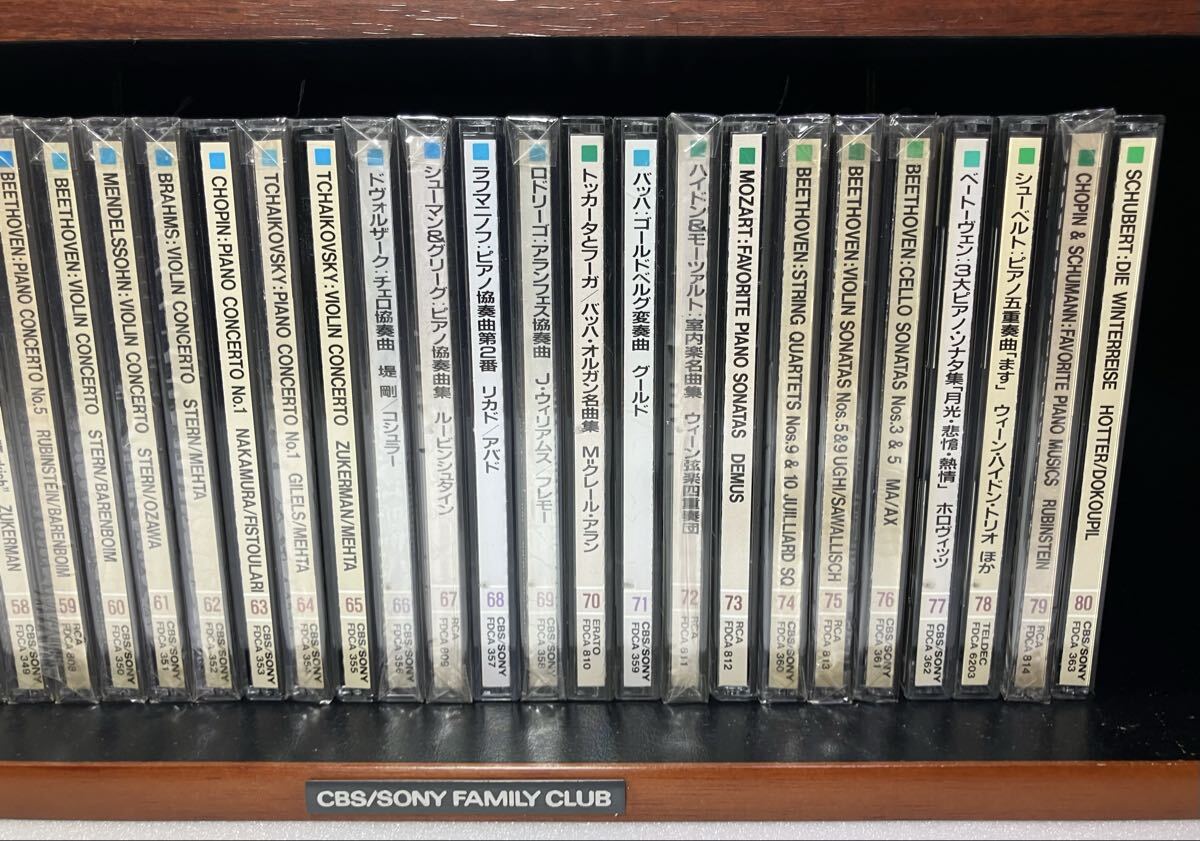 ZUKERMAN 58 CBS/SONY FDCA 349
BEETHOVEN:PIANO CONCERTO No.5 RUBINSTEIN/BARENBOIM 59 RCA FDCA 808
BEETHOVEN:VIOLIN CONCERTO STERN/BARENBOIM 60 CBS/SONY FDCA 350
MENDELSSOHN:VIOLIN CONCERTO STERN/OZAWA 61 CBS/SONY FDCA 351
BRAHMS:VIOLIN CONCERTO STERN/MEHTA 62 CBS/SONY FDCA 352
CHOPIN:PIANO CONCERTO No.1 NAKAMURA/FISTOULARI 63 CBS/SONY FDCA 353
TCHAIKOVSKY:PIANO CONCERTO No.1 GILELS/MEHTA 64 CBS/SONY FDCA 354
TCHAIKOVSKY:VIOLIN CONCERTO ZUKERMAN/MEHTA 65 CBS/SONY FDCA 355
ドヴォルザーク:チェロ協奏曲 堤 剛/コシュラー 66 CBS/SONY FDCA 356
シューマン&グリーグ:ピアノ協奏曲集 ルービンシュタイン 67 RCA FDCA 809
ラフマニノフ:ピアノ協奏曲第2番 リカド/アバド 68 CBS/SONY FDCA 357
ロドリーゴ:アランフェス協奏曲 J・ウィリアムス/フレモー 69 CBS/SONY FDCA 358
トッカータとフーガ/バッハ・オルガン名曲集 M=クレール・アラン 70 ERATO FDCA 810
バッハ:ゴールドベルグ変奏曲 グールド 71 CBS/SONY FDCA 359
ハイドン&モーツァルト:室内楽名曲集 ウィーン弦楽四重奏団 72 RCA FDCA 811
MOZART:FAVORITE PIANO SONATAS DEMUS 73 RCA FDCA 812
BEETHOVEN:STRING QUARTETS Nos.9 & 10 JUILLIARD SQ 74 CBS/SONY FDCA 360
BEETHOVEN:VIOLIN SONATAS Nos.5&9 UGHI/SAWALLISCH 75 RCA FDCA 813
BEETHOVEN:CELLO SONATAS Nos.3 & 5 MA/AX 76 CBS/SONY FDCA 361
ベートーヴェン:3大ピアノ・ソナタ集「月光・悲愴・熱情」 ホロヴィッツ 77 CBS/SONY FDCA 362
シューベルト:ピアノ五重奏曲「ます」 ウィーン・ハイドン・トリオ ほか 78 TELDEC FDCA 6203
CHOPIN & SCHUMANN:FAVORITE PIANO MUSICS RUBINSTEIN 79 RCA FDCA 814
SCHUBERT:DIE WINTERREISE HOTTER/DOKOUPIL 80 CBS/SONY FDCA 363
CBS/SONY FAMILY CLUB